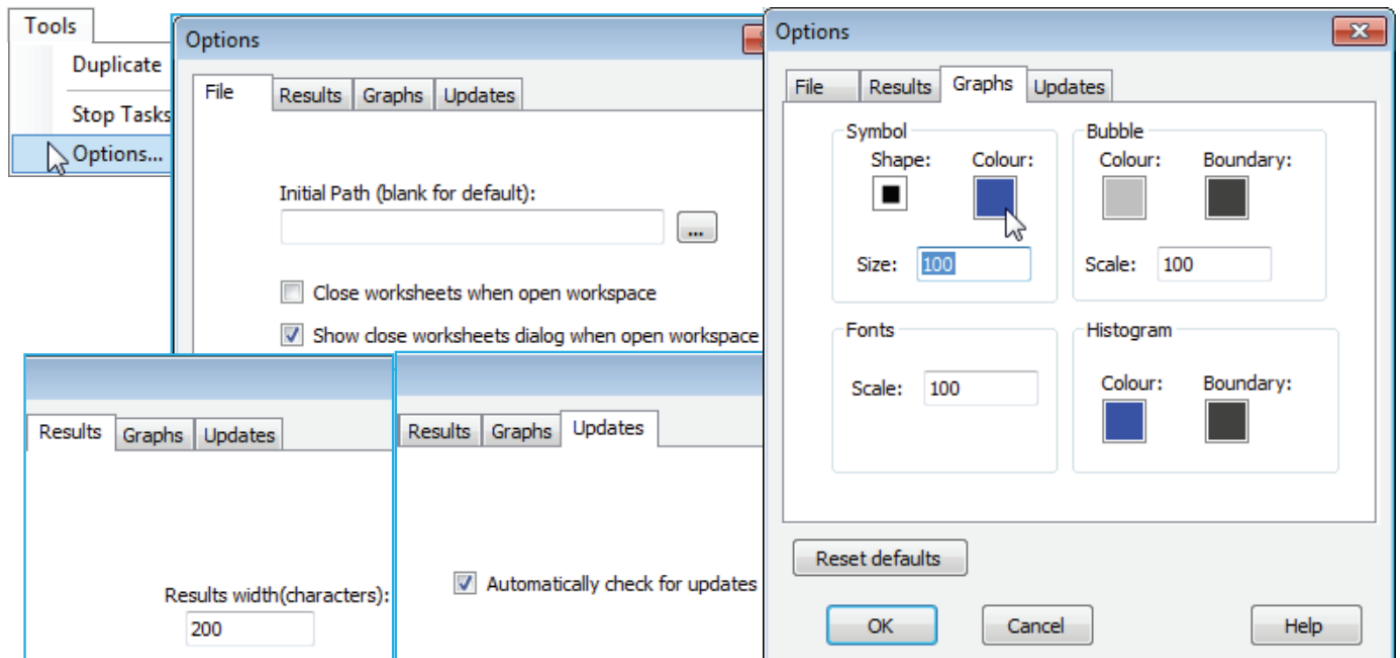 Tools
Duplicate
Stop Tasks
Options...
Options
File Results Graphs Updates
Initial Path (blank for default):
...
Close worksheets when open workspace
Show close worksheets dialog when open workspace
Results Graphs Updates
Results width(characters):
200
Results Graphs Updates
Automatically check for updates
Options
File Results Graphs Updates
Symbol
Shape: Colour:
Size: 100
Bubble
Colour: Boundary:
Scale: 100
Fonts
Scale: 100
Histogram
Colour: Boundary:
Reset defaults
OK Cancel Help